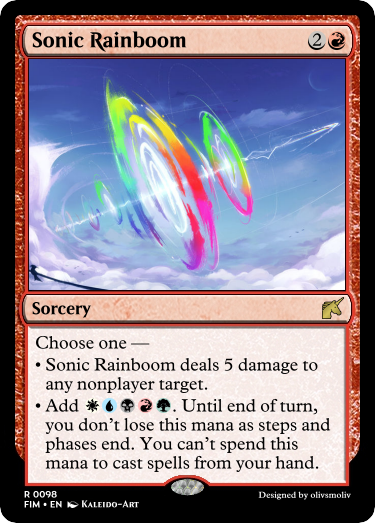 Sonic Rainboom 2
Sorcery
Choose one —
• Sonic Rainboom deals 5 damage to
any nonplayer target.
• Add . Until end of turn,
you don't lose this mana as steps and
phases end. You can't spend this
mana to cast spells from your hand.
R 0098
FIM • EN Kaleido-Art
Designed by olivsmoliv